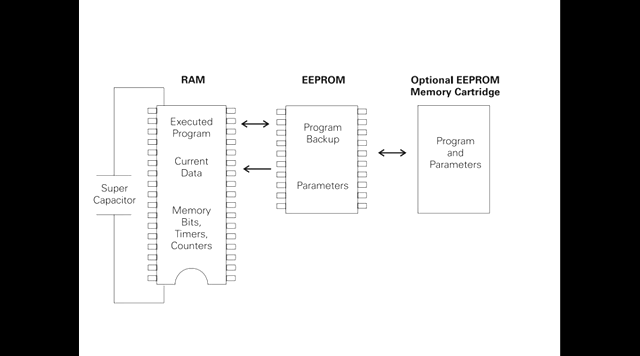 RAM
EEPROM
Optional EEPROM
Memory Cartridge
Executed
Program
Current
Data
Memory
Bits,
Timers,
Counters
Super
Capacitor
Program
Backup
Parameters
Program
and
Parameters